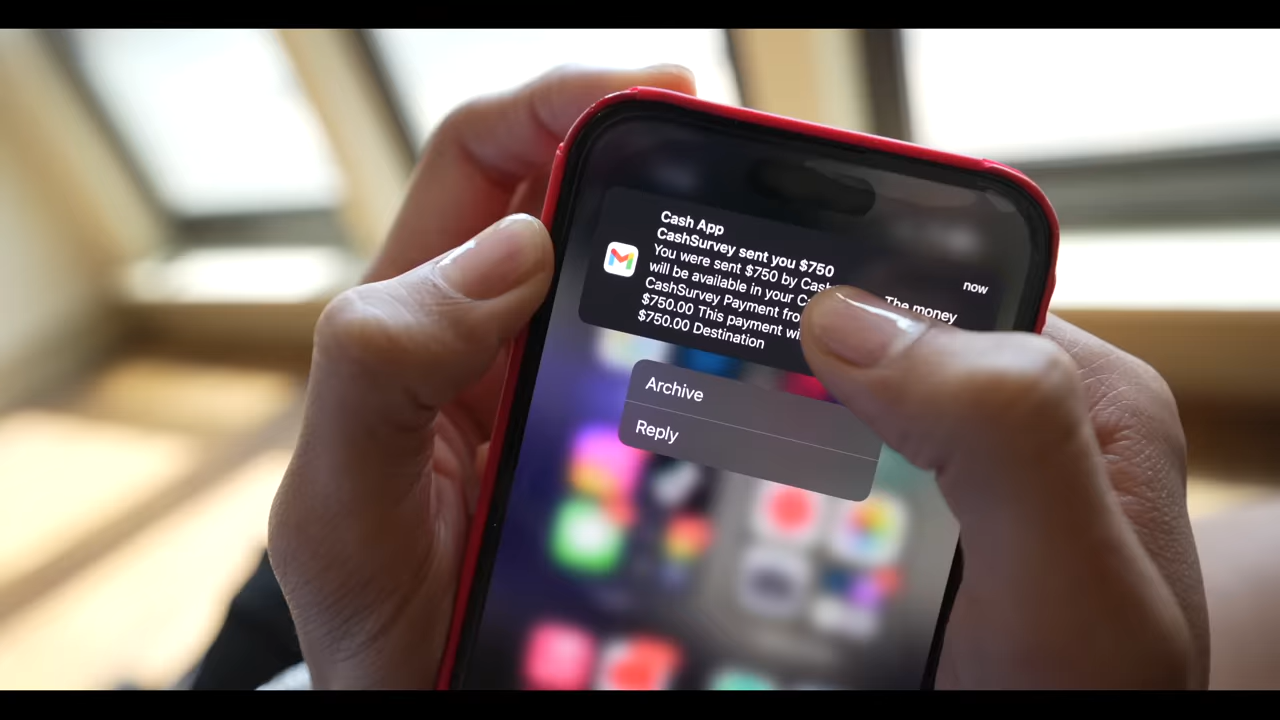 Cash App
CashSurvey sent you $750
now
You were sent $750 by Cash The money
will be available in your
CashSurvey Payment
$750.00 This payment
$750.00 Destination
Archive
Reply